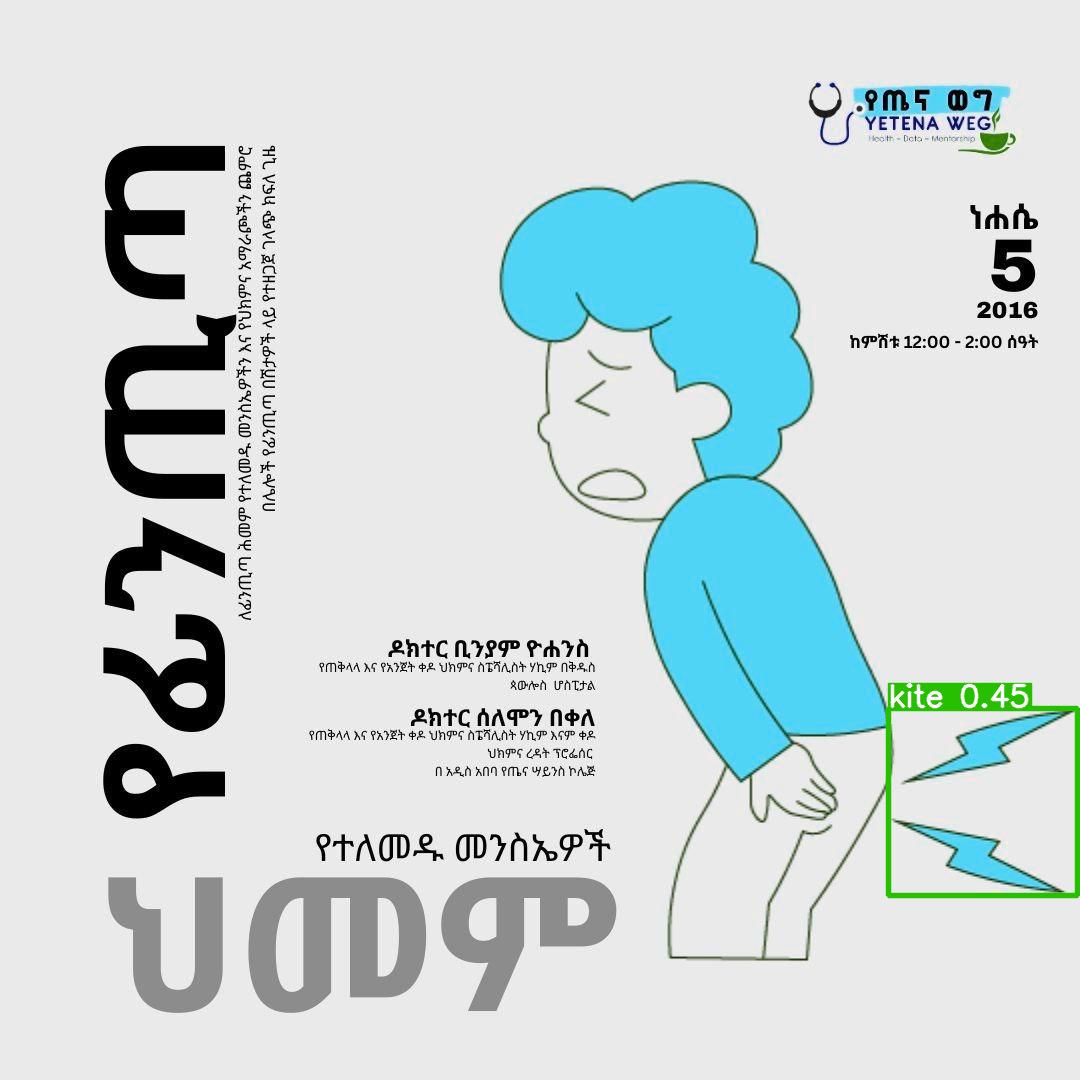 የጤና ወግ
YETENA WEG
Health - Data - Mentorship
ነሐሴ
5
2016
ከምሽቱ 12:00 - 2:00 ሰዓት
የፊንጢጣ
ለፊንጢጣ ሕመም የተለመዱ መንስኤዎችን እና የህክምና አማራጮችን ጨምሮ
በሌሎች የፊንጢጣ በሽታዎች ላይ የተዘጋጀ ገላጭ ክፍለ ጊዜ
ዶክተር ቢንያም ዮሐንስ
የጠቅላላ እና የአንጀት ቀዶ ህክምና ስፔሻሊስት ሃኪም በቅዱስ
ጳውሎስ ሆስፒታል
ዶክተር ሰለሞን በቀለ
የጠቅላላ እና የአንጀት ቀዶ ህክምና ስፔሻሊስት ሃኪም እናም ቀዶ
ህክምና ረዳት ፕሮፌሰር
በ አዲስ አበባ የጤና ሣይንስ ኮሌጅ
kite 0.45
የተለመዱ መንስኤዎች
ህመም